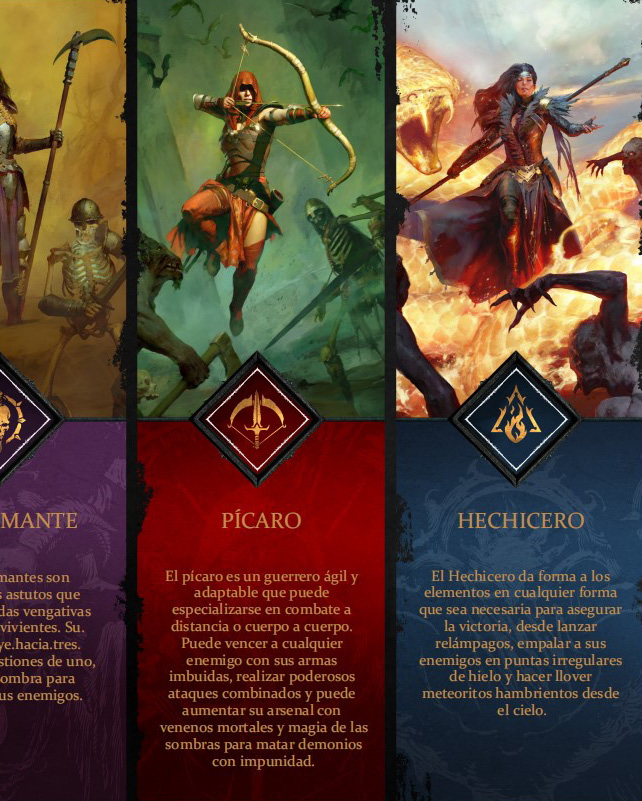 MANTE
mantes son
s astutos que
das vengativas
vivientes. Su.
ye.hacia.tres.
stiones de uno,
ombra para
us enemigos.
PÍCARO
El pícaro es un guerrero ágil y
adaptable que puede
especializarse en combate a
distancia o cuerpo a cuerpo.
Puede vencer a cualquier
enemigo con sus armas
imbuidas, realizar poderosos
ataques combinados y puede
aumentar su arsenal con
venenos mortales y magia de las
sombras para matar demonios
con impunidad.
HECHICERO
El Hechicero da forma a los
elementos en cualquier forma
que sea necesaria para asegurar
la victoria, desde lanzar
relámpagos, empalar a sus
enemigos en puntas irregulares
de hielo y hacer llover
meteoritos hambrientos desde
el cielo.